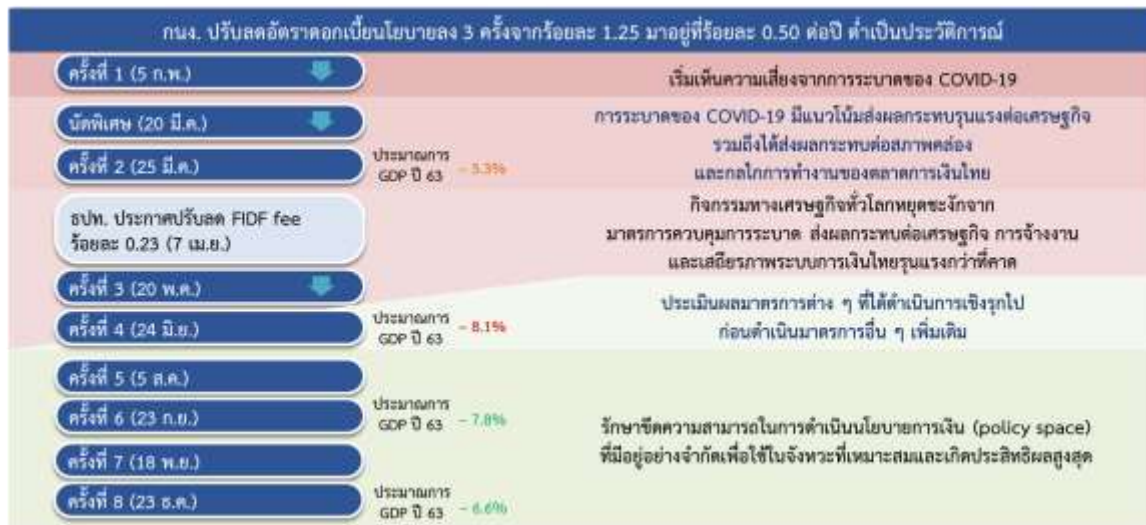 กนง. ปรับลดอัตราดอกเบี้ยนโยบายลง 3 ครั้งจากร้อยละ 1.25 มาอยู่ที่ร้อยละ 0.50 ต่อปี ต่ำเป็นประวัติการณ์
ครั้งที่ 1 (5 ก.พ.)
เริ่มเห็นความเสี่ยงจากการระบาดของ COVID-19
นัดพิเศษ (20 มี.ค.)
ครั้งที่ 2 (25 มี.ค.)
ประมาณการ
GDP ปี 63
- 5.3%
การระบาดของ COVID-19 มีแนวโน้มส่งผลกระทบรุนแรงต่อเศรษฐกิจ
รวมถึงได้ส่งผลกระทบต่อสภาพคล่อง
และกลไกการทำงานของตลาดการเงินไทย
ธปท. ประกาศปรับลด FIDF fee
ร้อยละ 0.23 (7 เม.ย.)
กิจกรรมทางเศรษฐกิจทั่วโลกหยุดชะงักจาก
มาตรการควบคุมการระบาด ส่งผลกระทบต่อเศรษฐกิจ การจ้างงาน
และเสถียรภาพระบบการเงินไทยรุนแรงกว่าที่คาด
ครั้งที่ 3 (20 พ.ค.)
ครั้งที่ 4 (24 มิ.ย.)
ประมาณการ
GDP ปี 63
- 8.1%
ประเมินผลมาตรการต่าง ๆ ที่ได้ดำเนินการเชิงรุกไป
ก่อนดำเนินมาตรการอื่น ๆ เพิ่มเติม
ครั้งที่ 5 (5 ส.ค.)
ครั้งที่ 6 (23 ก.ย.)
ประมาณการ
GDP ปี 63
- 7.8%
ครั้งที่ 7 (18 พ.ย.)
ครั้งที่ 8 (23 ธ.ค.)
ประมาณการ
GDP ปี 63
- 6.6%
รักษาขีดความสามารถในการดำเนินนโยบายการเงิน (policy space)
ที่มีอยู่อย่างจำกัดเพื่อใช้ในจังหวะที่เหมาะสมและเกิดประสิทธิผลสูงสุด